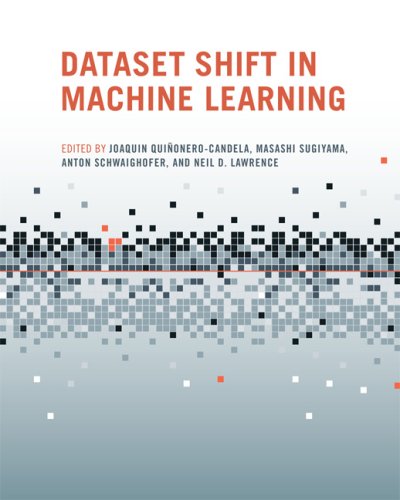 DATASET SHIFT IN
MACHINE LEARNING
EDITED BY JOAQUIN QUIÑONERO-CANDELA, MASASHI SUGIYAMA,
ANTON SCHWAIGHOFER, AND NEIL D. LAWRENCE